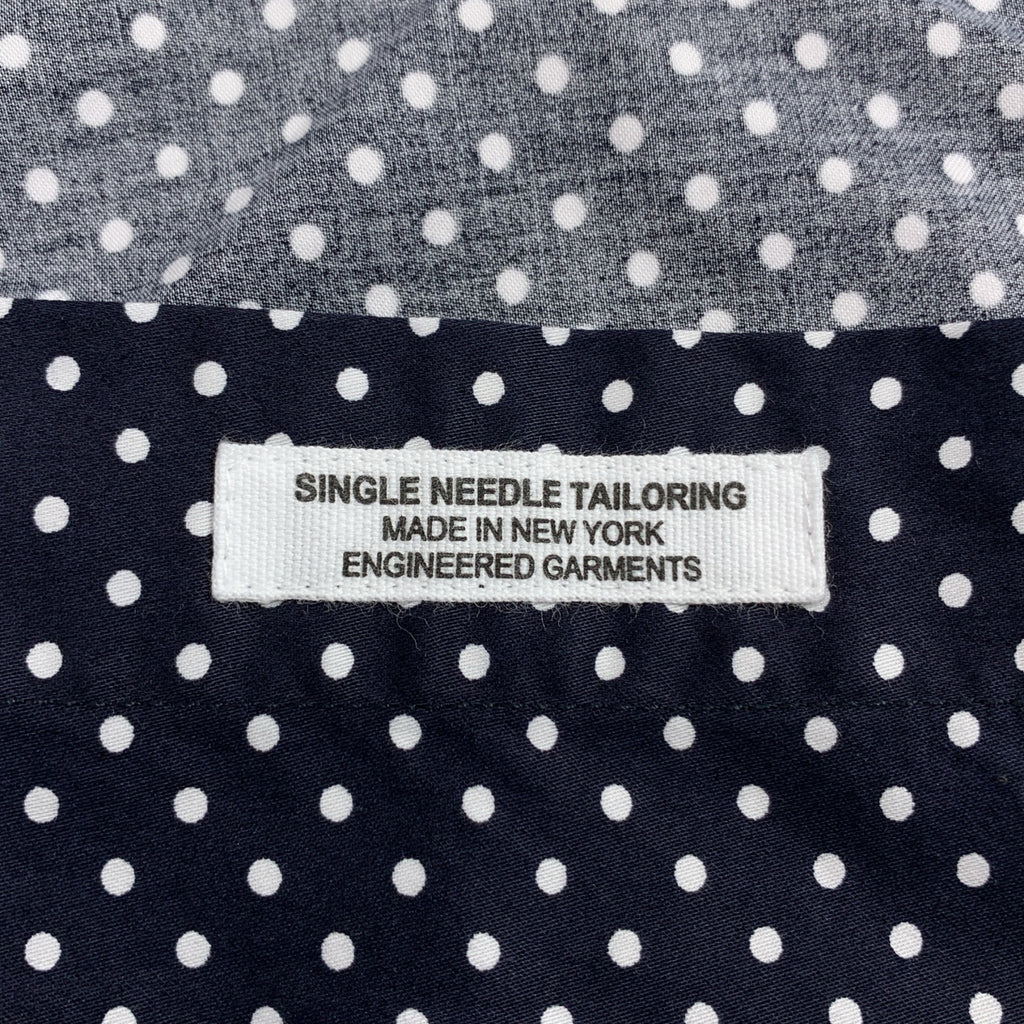 SINGLE NEEDLE TAILORING
MADE IN NEW YORK
ENGINEERED GARMENTS